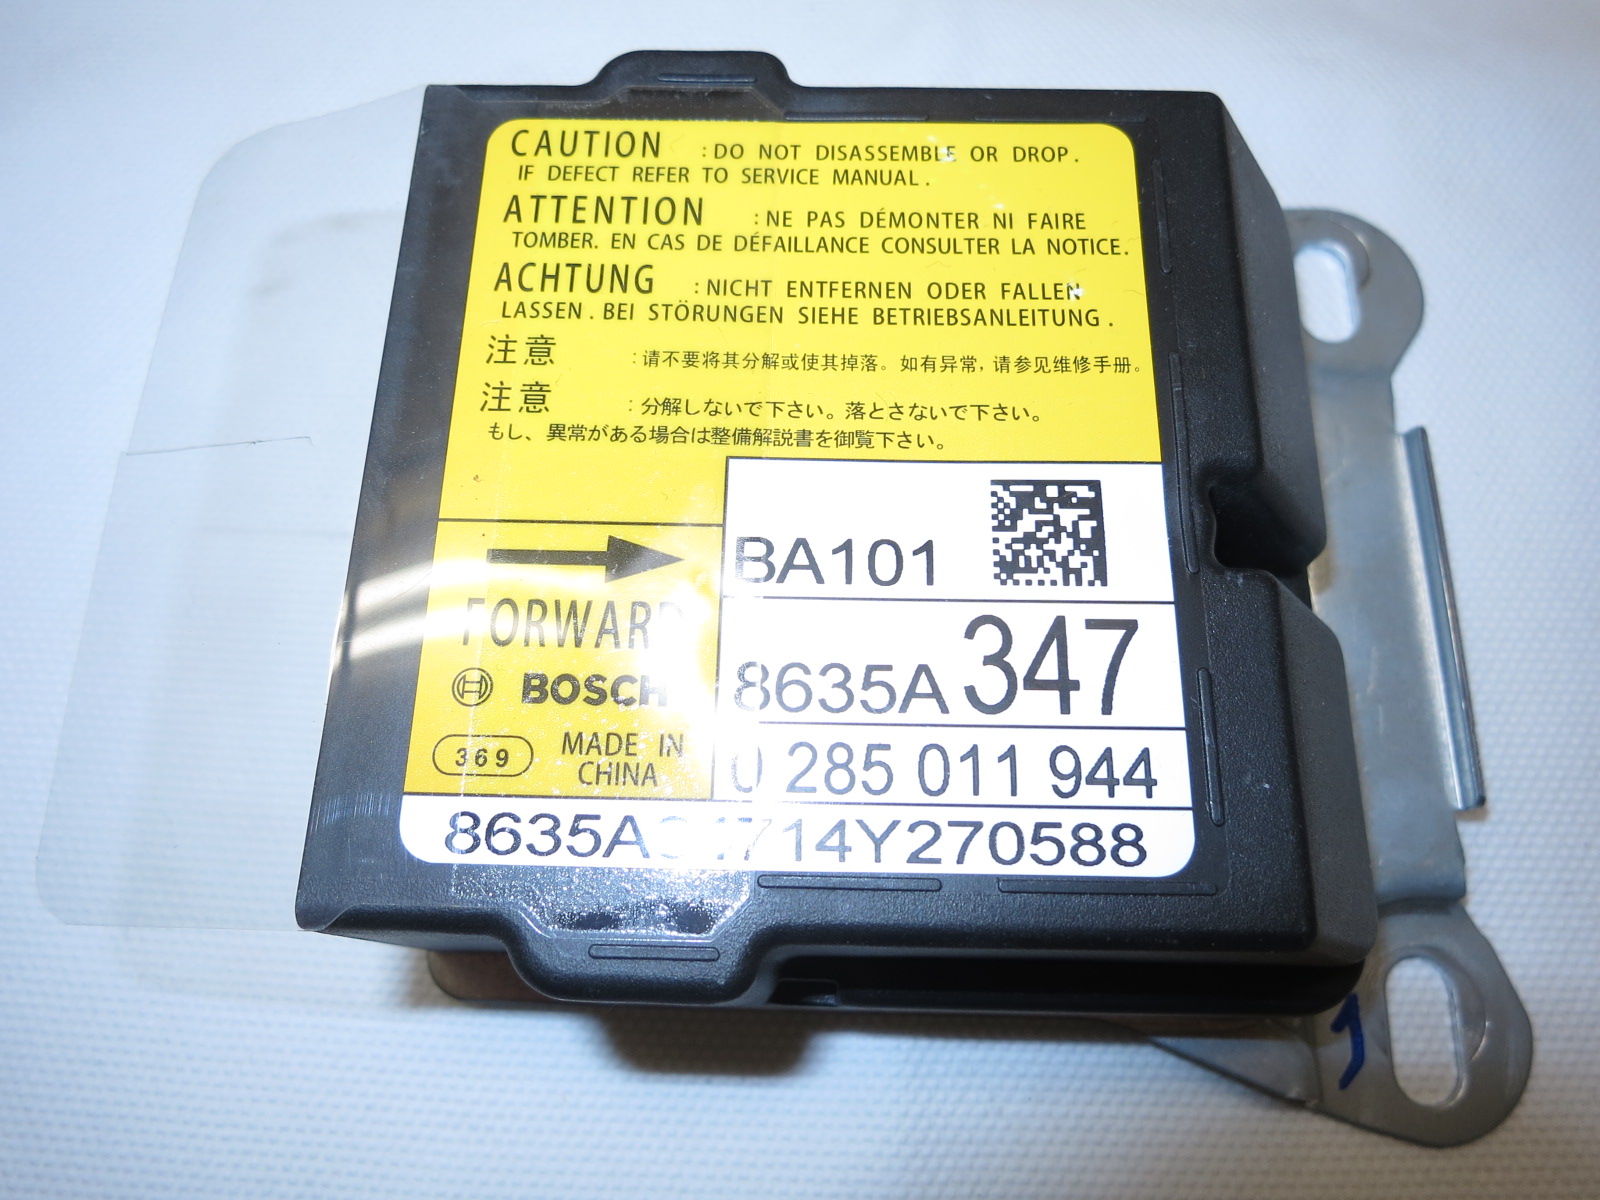 CAUTION :DO NOT DISASSEMBLE OR DROP.
IF DEFECT REFER TO SERVICE MANUAL.
ATTENTION :NE PAS DÉMONTER NI FAIRE
TOMBER. EN CAS DE DÉFAILLANCE CONSULTER LA NOTICE.
ACHTUNG :NICHT ENTFERNEN ODER FALLEN
LASSEN. BEI STÖRUNGEN SIEHE BETRIEBSANLEITUNG.
注意 :请不要将其分解或使其掉落。如有异常,请参见维修手册。
注意 :分解しないで下さい。落とさないで下さい。
もし、異常がある場合は整備解説書を御覧下さい。
BA101
FORWARD
8635A347
BOSCH
369 MADE IN
CHINA
0 285 011 944
8635A34714Y270588